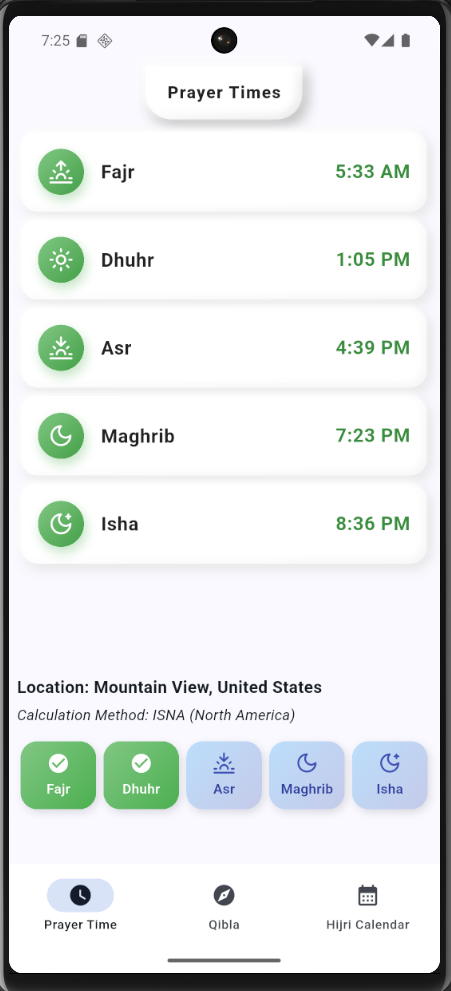 7:25
Prayer Times
Fajr 5:33 AM
Dhuhr 1:05 PM
Asr 4:39 PM
Maghrib 7:23 PM
Isha 8:36 PM
Location: Mountain View, United States
Calculation Method: ISNA (North America)
Fajr Dhuhr Asr Maghrib Isha
Prayer Time Qibla Hijri Calendar